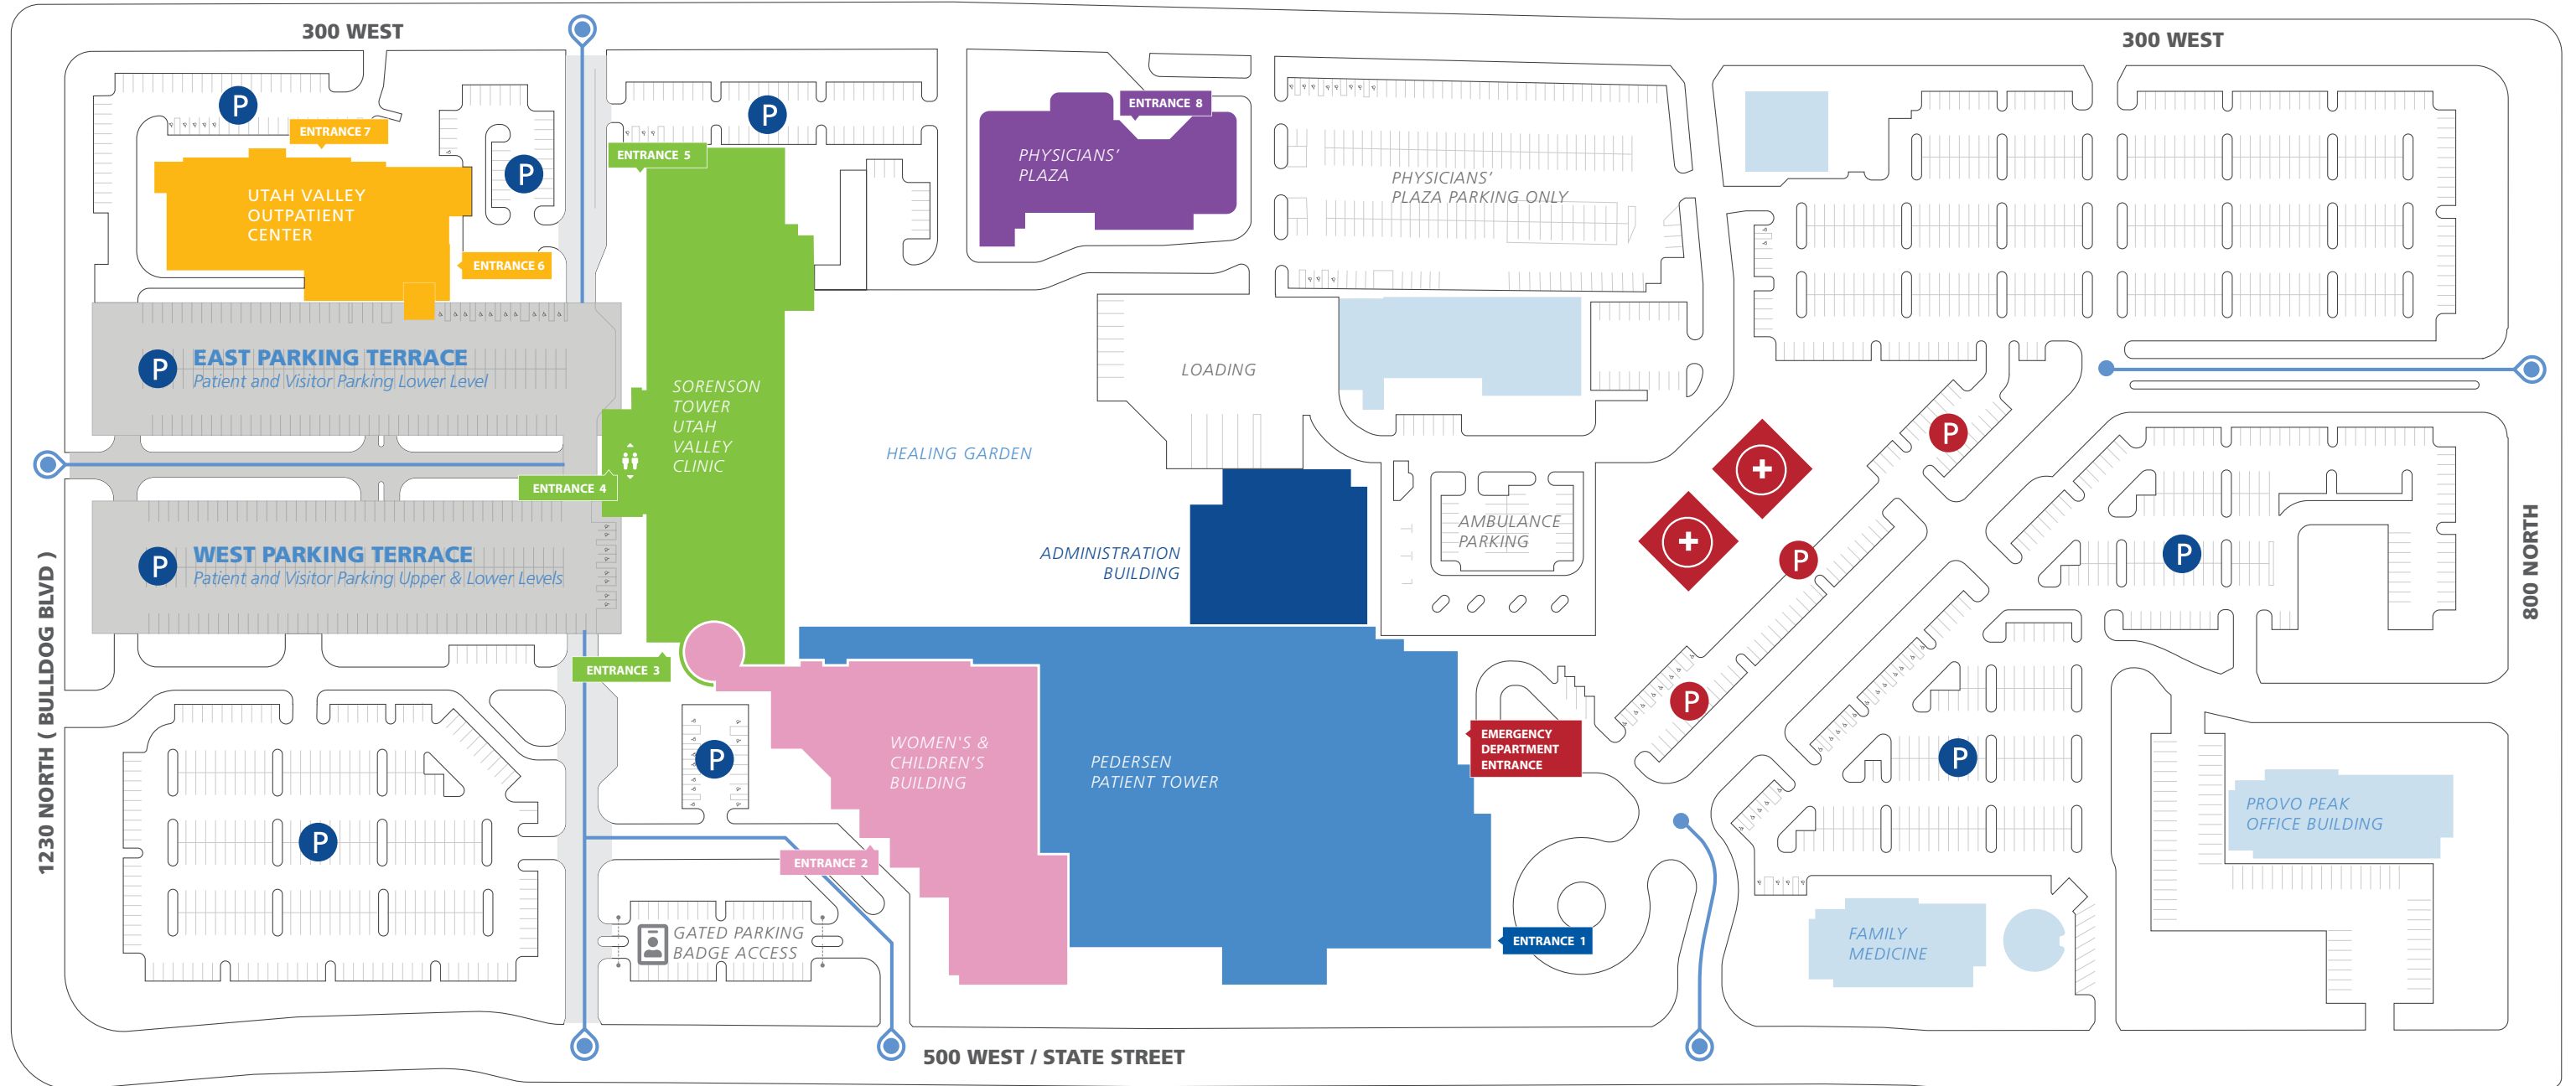 300 WEST
300 WEST
P
P
P
ENTRANCE 7
ENTRANCE 5
ENTRANCE 8
UTAH VALLEY
OUTPATIENT
CENTER
ENTRANCE 6
PHYSICIANS’
PLAZA
PHYSICIANS’
PLAZA PARKING ONLY
P
EAST PARKING TERRACE
Patient and Visitor Parking Lower Level
SORENSON
TOWER
UTAH
VALLEY
CLINIC
LOADING
HEALING GARDEN
ENTRANCE 4
P
WEST PARKING TERRACE
Patient and Visitor Parking Upper & Lower Levels
ADMINISTRATION
BUILDING
AMBULANCE
PARKING
P
P
P
P
800 NORTH
1230 NORTH ( BULLDOG BLVD )
ENTRANCE 3
P
P
WOMEN'S &
CHILDREN'S
BUILDING
PEDERSEN
PATIENT TOWER
EMERGENCY
DEPARTMENT
ENTRANCE
P
PROVO PEAK
OFFICE BUILDING
ENTRANCE 2
GATED PARKING
BADGE ACCESS
ENTRANCE 1
FAMILY
MEDICINE
500 WEST / STATE STREET